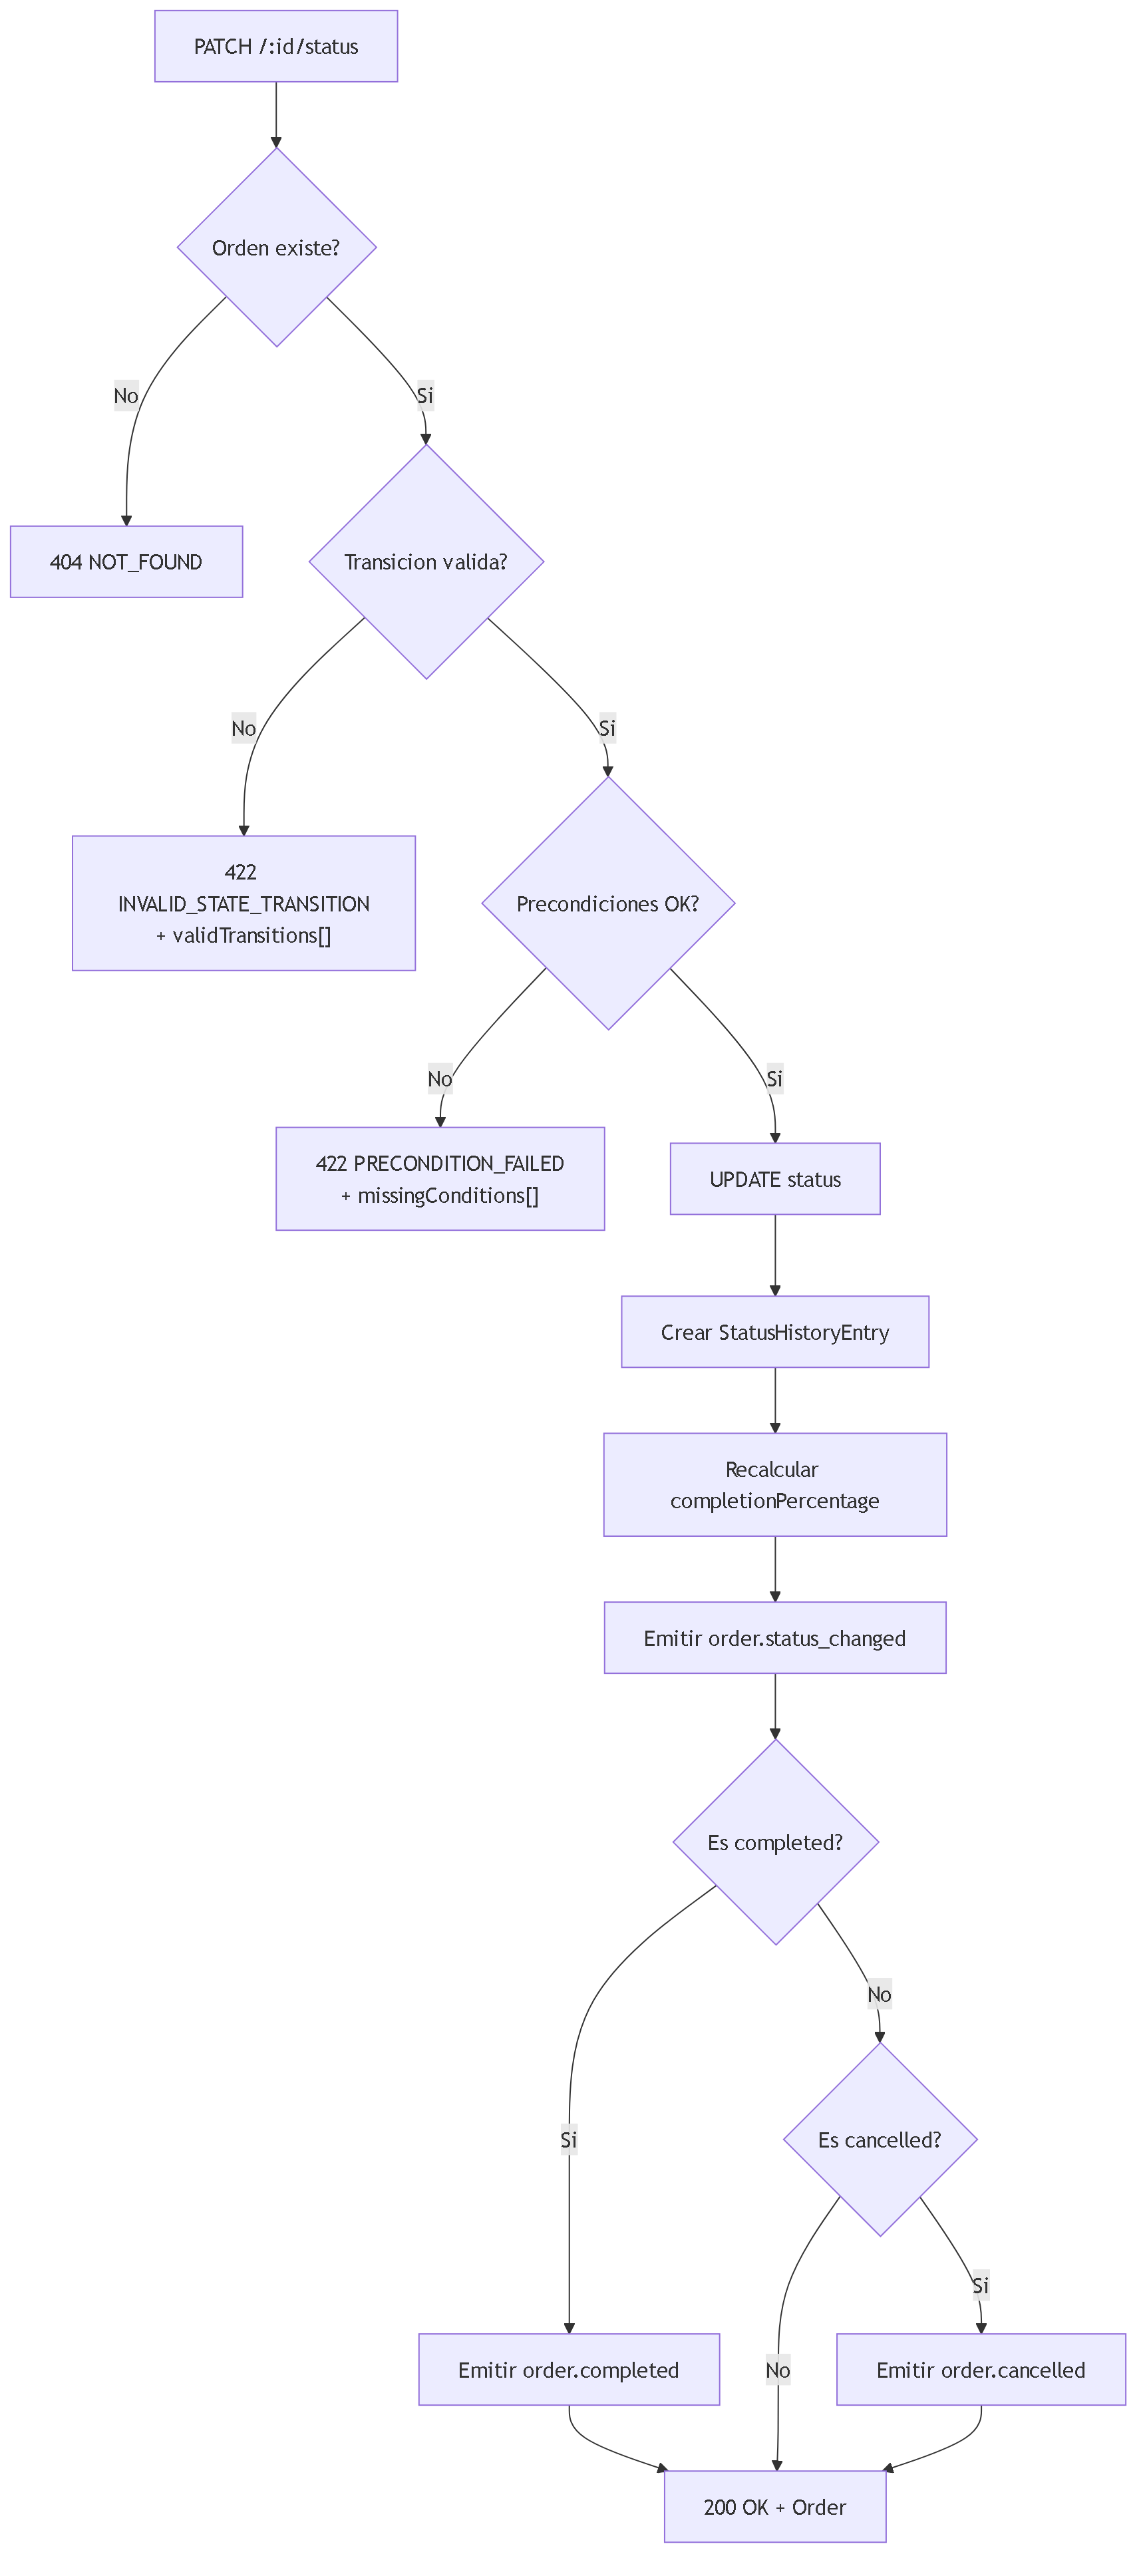 PATCH /:id/status
Orden existe?
No
Si
404 NOT_FOUND
Transicion valida?
No
Si
422
INVALID_STATE_TRANSITION
+ validTransitions[]
Precondiciones OK?
No
Si
422 PRECONDITION_FAILED
+ missingConditions[]
UPDATE status
Crear StatusHistoryEntry
Recalcular
completionPercentage
Emitir order.status_changed
Es completed?
No
Si
Es cancelled?
Si
No
Emitir order.completed
Emitir order.cancelled
200 OK + Order